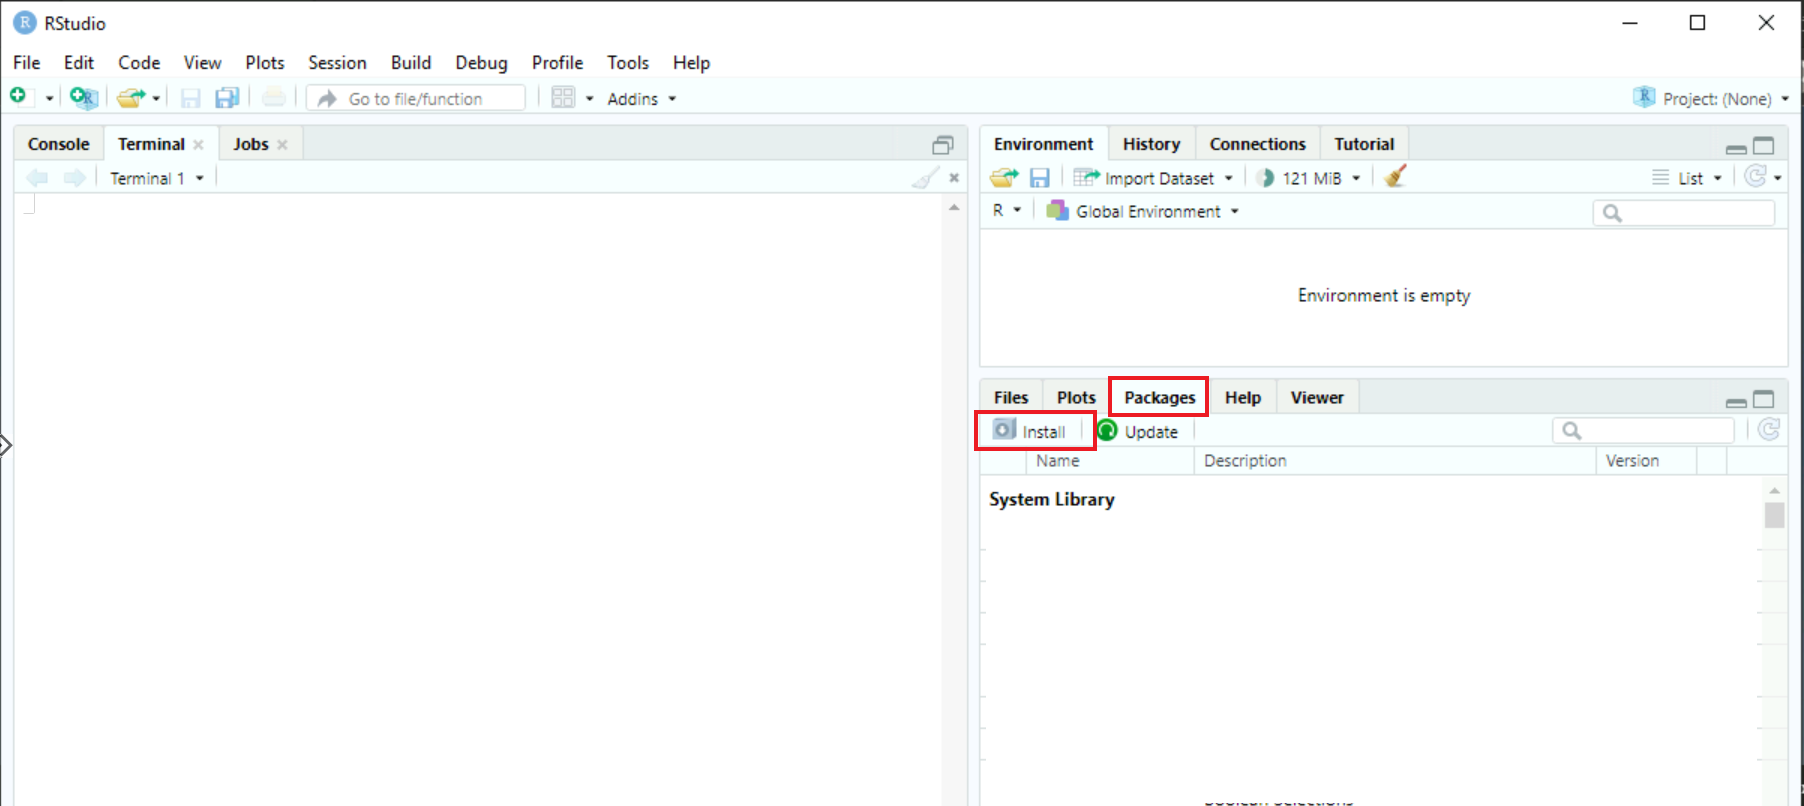 RStudio
File Edit Code View Plots Session Build Debug Profile Tools Help
Go to file/function Addins Project: (None)
Console Terminal Jobs
Terminal 1
Environment History Connections Tutorial
Import Dataset 121 MiB List
R Global Environment
Environment is empty
Files Plots Packages Help Viewer
Install Update
Name Description Version
System Library